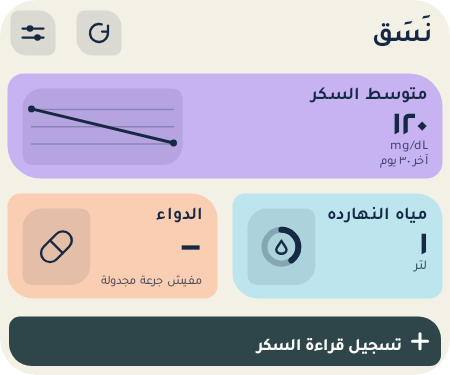 نَسَق
متوسط السكر
١٢٠
mg/dL
آخر ٣٠ يوم
مياه النهارده
١
لتر
الدواء
–
مفيش جرعة مجدولة
+ تسجيل قراءة السكر